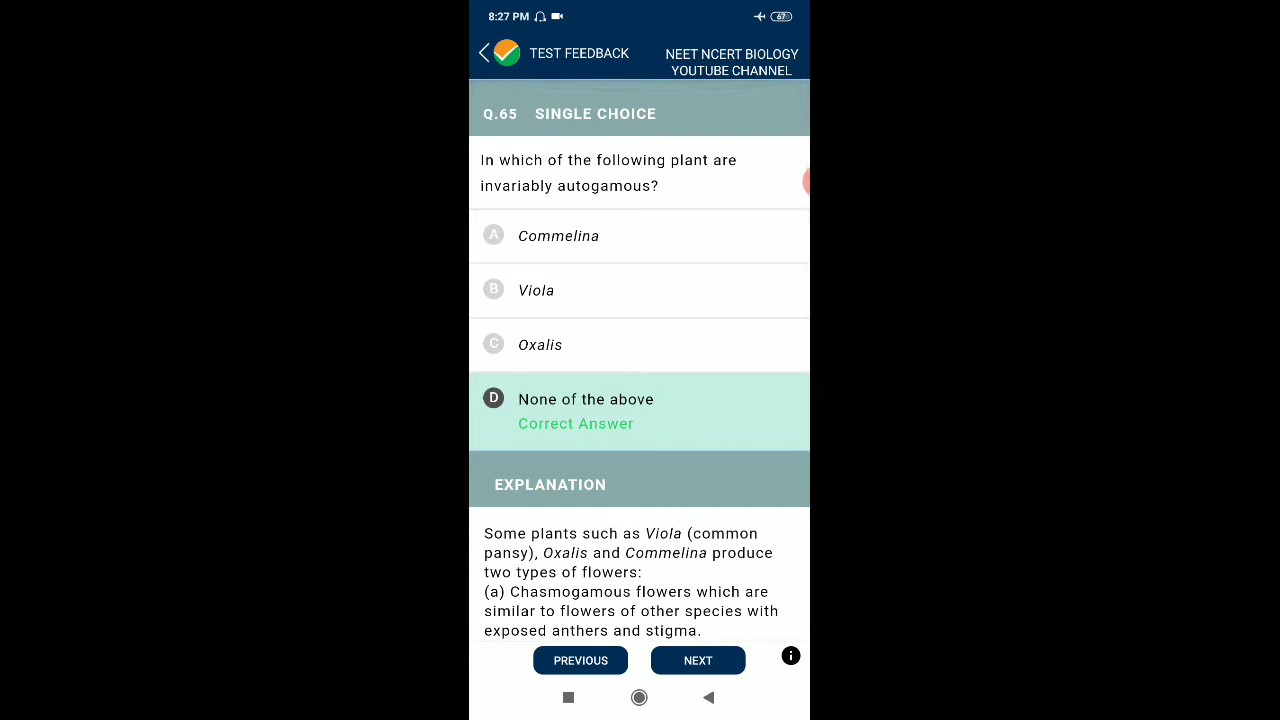 8:27 PM
67
TEST FEEDBACK
NEET NCERT BIOLOGY
YOUTUBE CHANNEL
Q.65 SINGLE CHOICE
In which of the following plant are
invariably autogamous?
A Commelina
B Viola
C Oxalis
D None of the above
Correct Answer
EXPLANATION
Some plants such as Viola (common
pansy), Oxalis and Commelina produce
two types of flowers:
(a) Chasmogamous flowers which are
similar to flowers of other species with
exposed anthers and stigma.
PREVIOUS NEXT